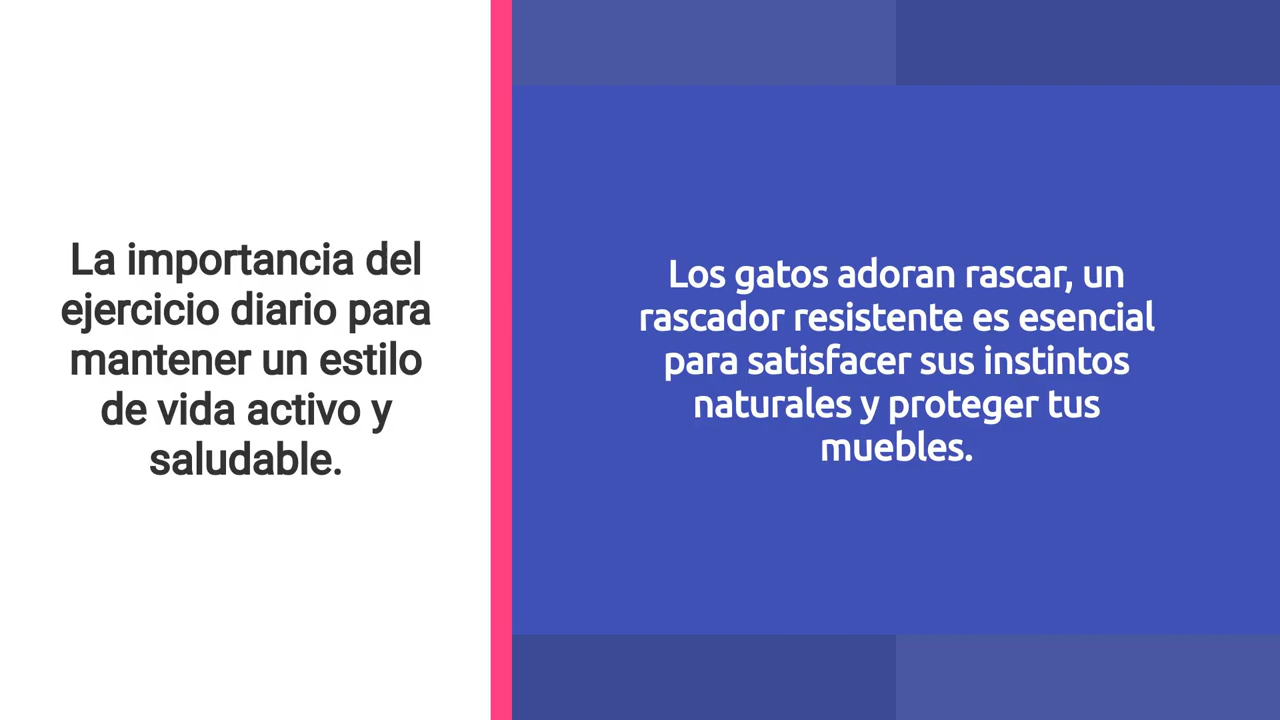 La importancia del
ejercicio diario para
mantener un estilo
de vida activo y
saludable.
Los gatos adoran rascar, un
rascador resistente es esencial
para satisfacer sus instintos
naturales y proteger tus
muebles.